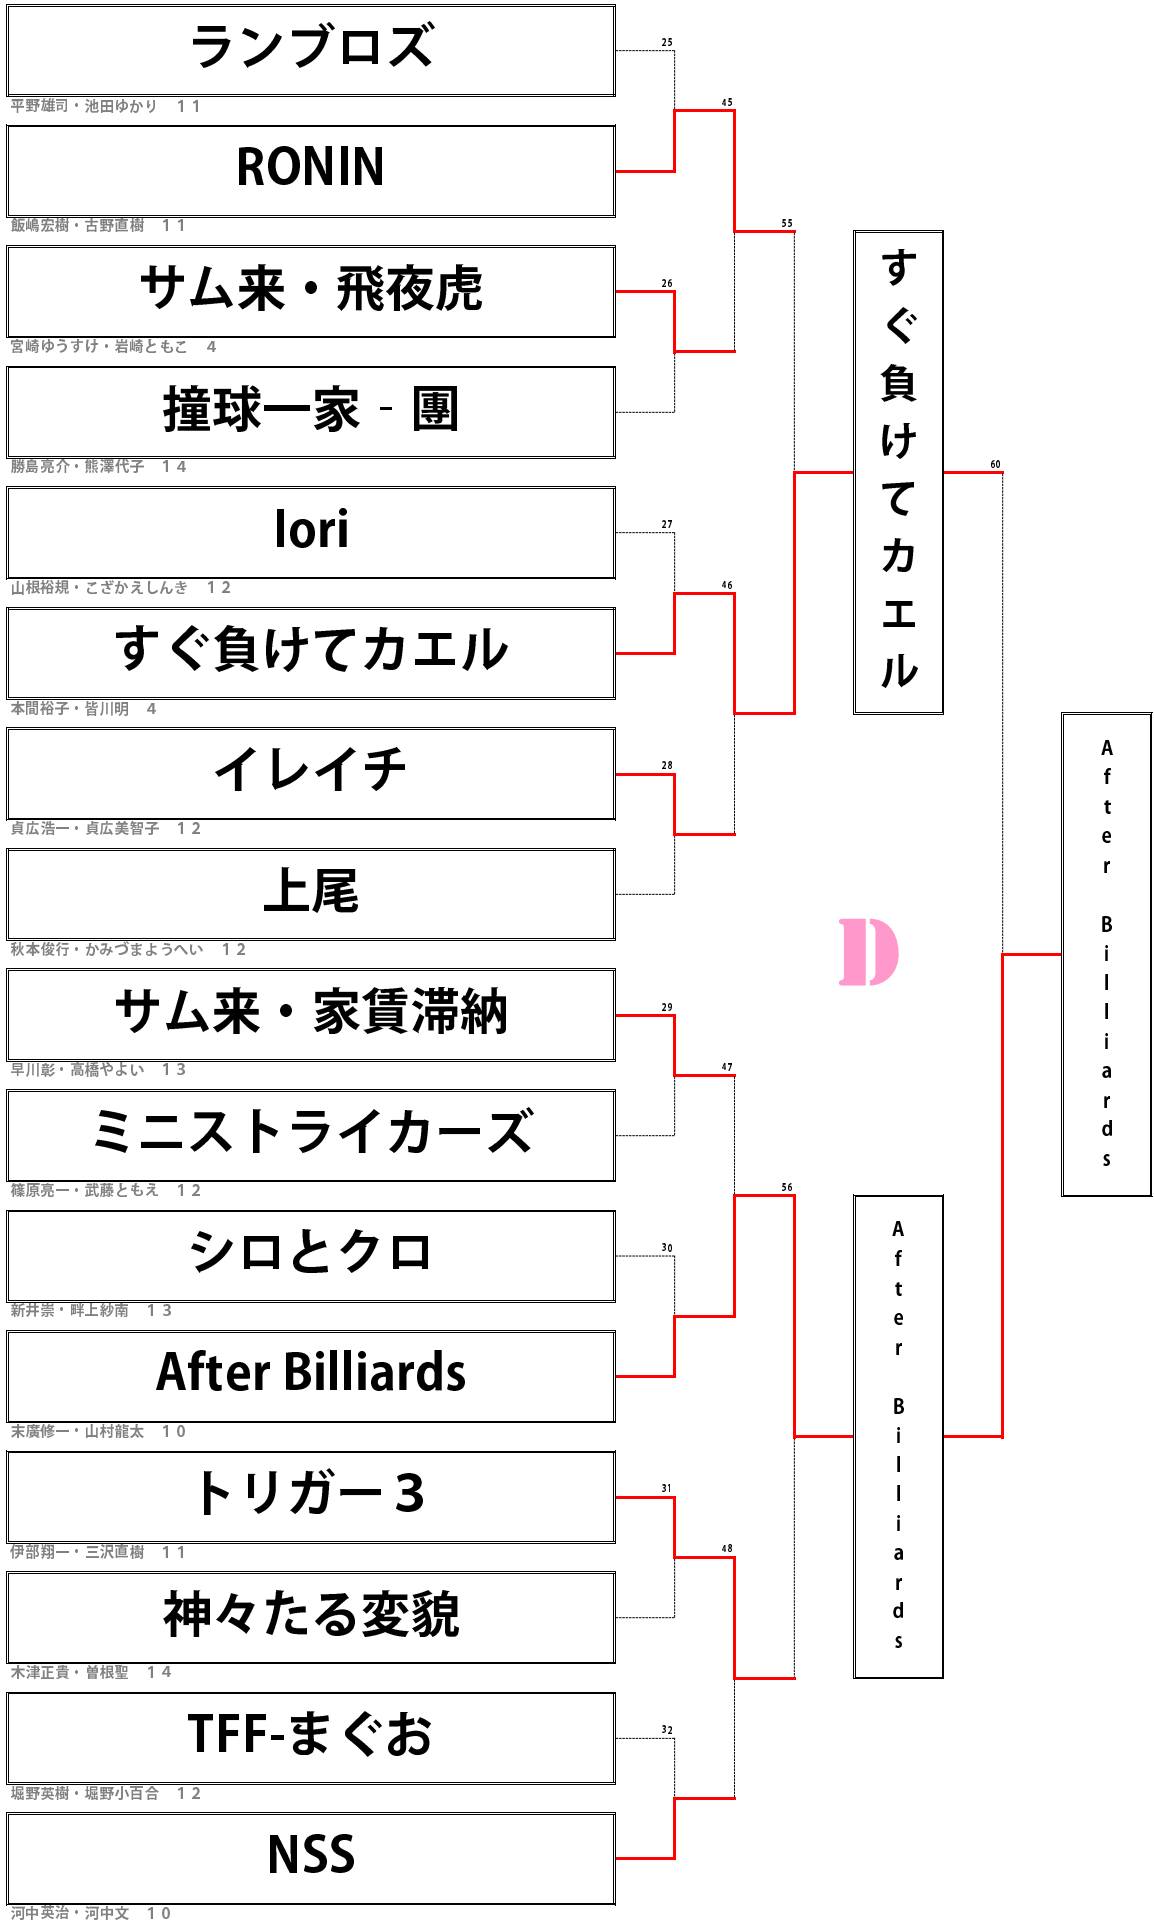 ランブロズ
25
平野雄司・池田ゆかり　１１
45
RONIN
飯嶋宏樹・古野直樹　１１
55
サム来・飛夜虎
26
宮崎ゆうすけ・岩崎ともこ　４
撞球一家‐團
勝島亮介・熊澤代子　１４
すぐ負けてカエル
60
Iori
27
山根裕規・こざかえしんき　１２
46
すぐ負けてカエル
本間裕子・皆川明　４
イレイチ
28
貞広浩一・貞広美智子　１２
上尾
秋本俊行・かみづまようへい　１２
D
After Billiards
サム来・家賃滞納
29
早川彰・高橋やよい　１３
47
ミニストライカーズ
篠原亮一・武藤ともえ　１２
56
シロとクロ
30
新井崇・畔上紗南　１３
After Billiards
末廣修一・山村龍太　１０
After Billiards
トリガー３
31
伊部翔一・三沢直樹　１１
48
神々たる変貌
木津正貴・曽根聖　１４
TFF-まぐお
32
堀野英樹・堀野小百合　１２
NSS
河中英治・河中文　１０